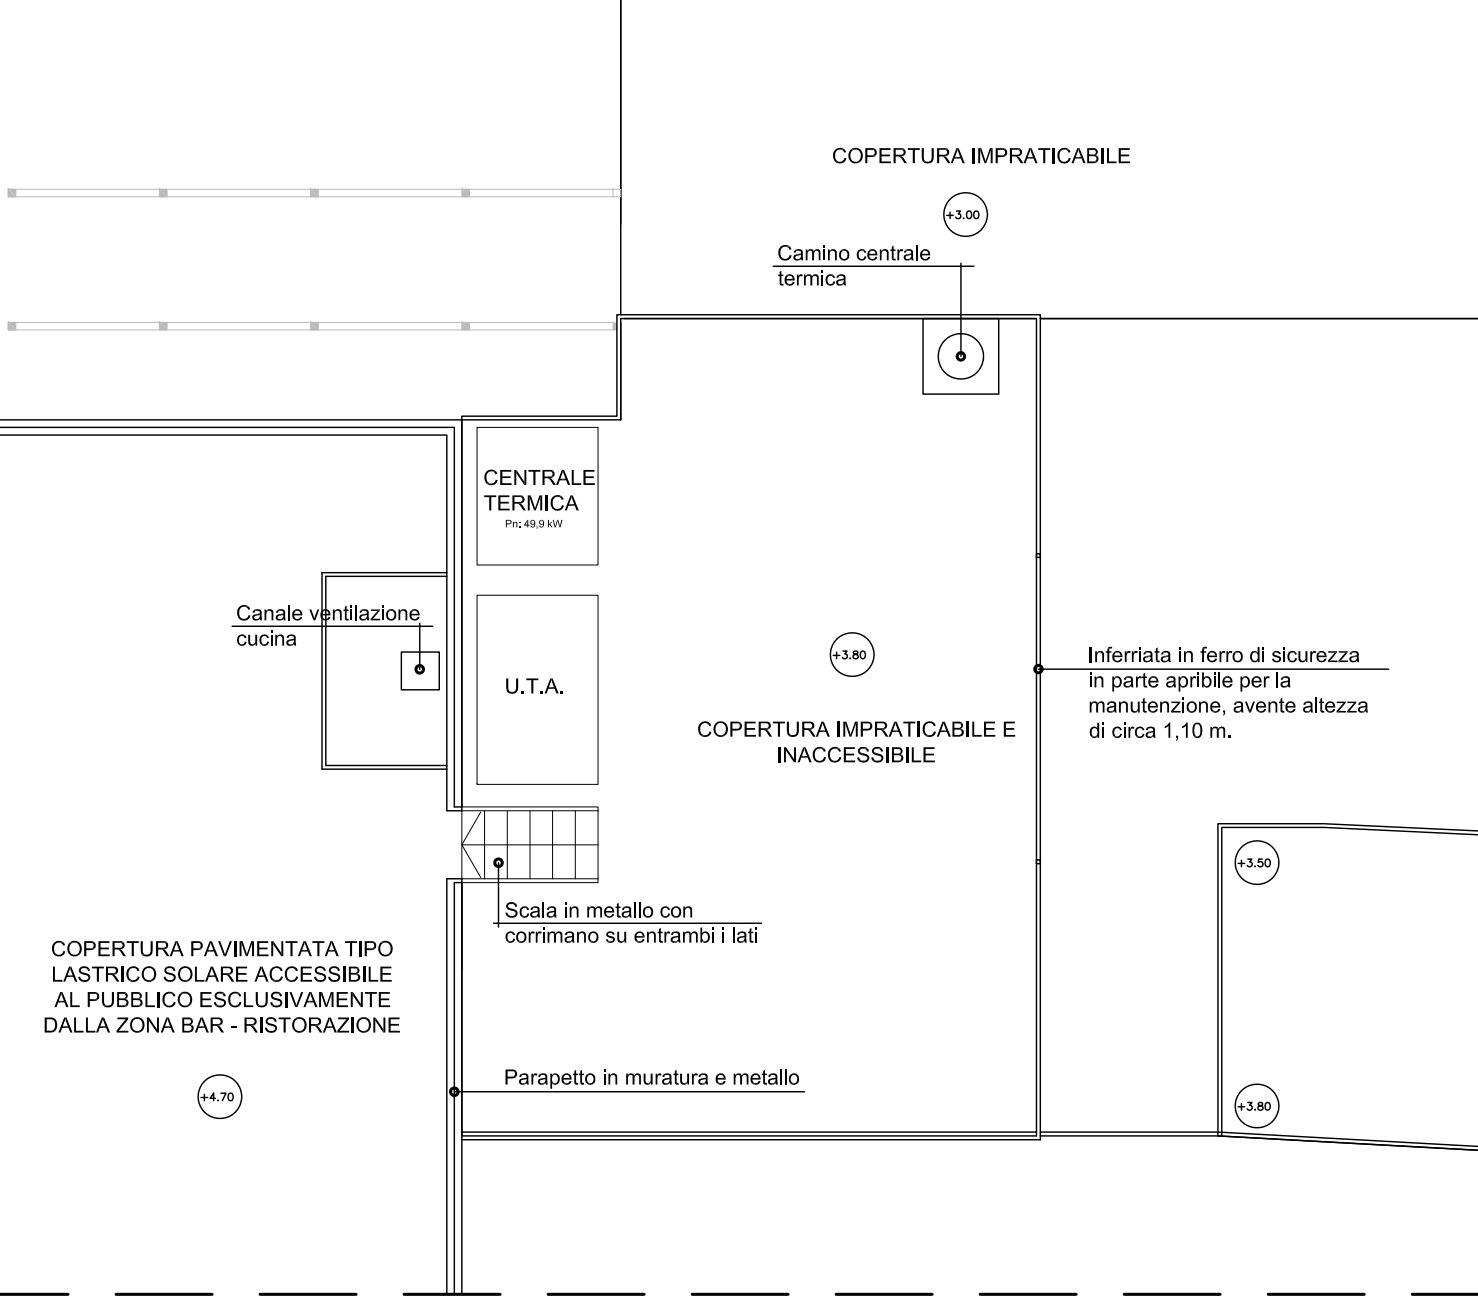 COPERTURA IMPRATICABILE
+3.00
Camino centrale
termica
CENTRALE
TERMICA
Pn: 49,9 kW
Canale ventilazione
cucina
U.T.A.
+3.80
COPERTURA IMPRATICABILE E
INACCESSIBILE
Inferriata in ferro di sicurezza
in parte apribile per la
manutenzione, avente altezza
di circa 1,10 m.
+3.50
Scala in metallo con
corrimano su entrambi i lati
COPERTURA PAVIMENTATA TIPO
LASTRICO SOLARE ACCESSIBILE
AL PUBBLICO ESCLUSIVAMENTE
DALLA ZONA BAR - RISTORAZIONE
+4.70
Parapetto in muratura e metallo
+3.80